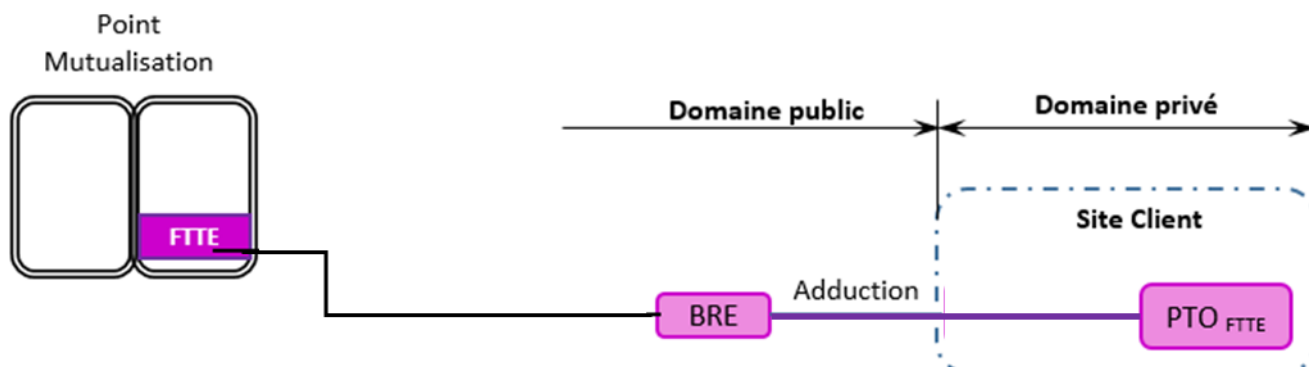 Point
Mutualisation
Domaine public
Domaine privé
Site Client
FTTE
Adduction
BRE
PTO FTTE